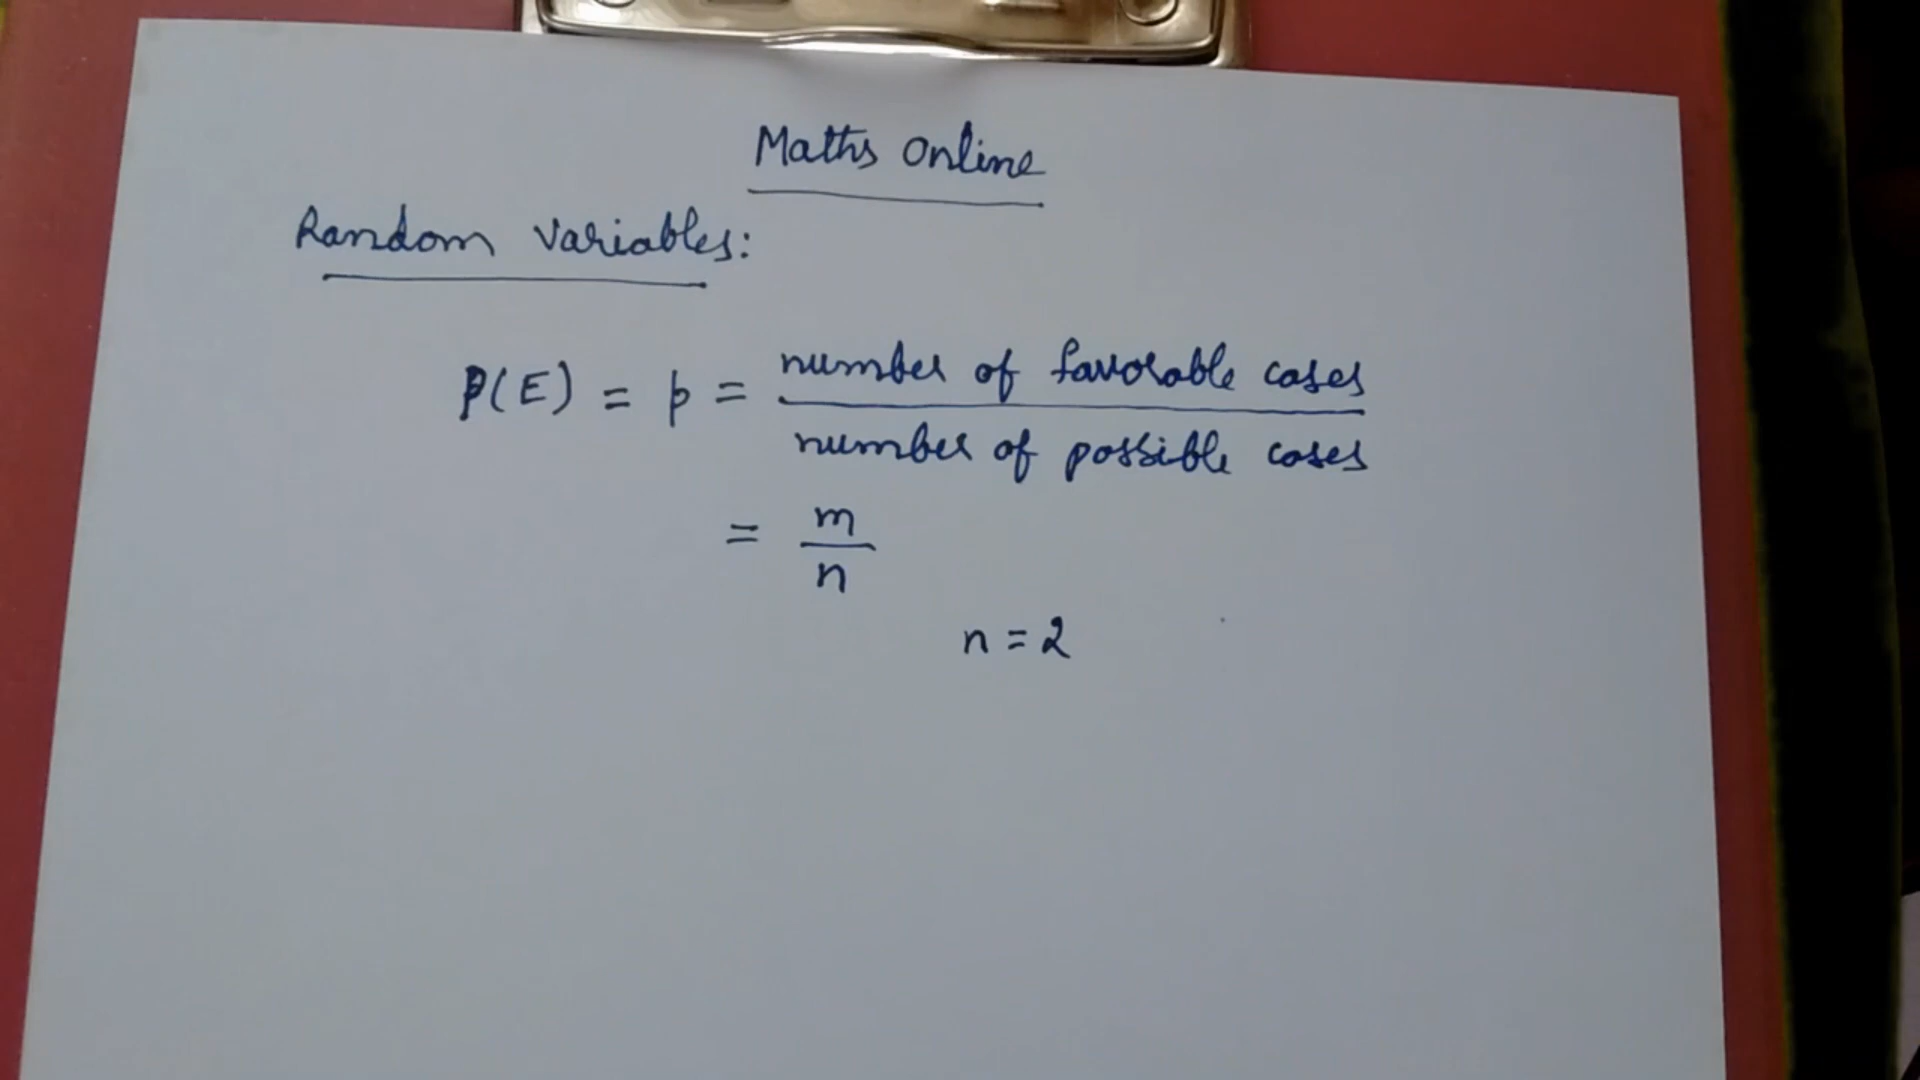 Maths Online
Random Variables:
P(E) = p = number of favorable cases / number of possible cases
= m / n
n = 2